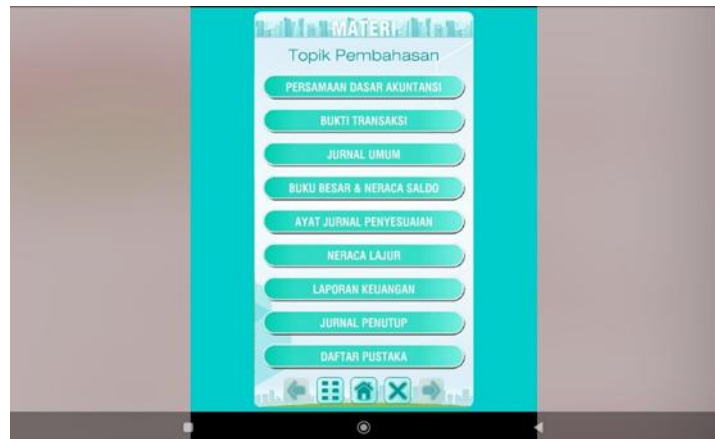 MATERI
Topik Pembahasan
PERSAMAAN DASAR AKUNTANSI
BUKTI TRANSAKSI
JURNAL UMUM
BUKU BESAR & NERACA SALDO
AYAT JURNAL PENYESUAIAN
NERACA LAJUR
LAPORAN KEUANGAN
JURNAL PENUTUP
DAFTAR PUSTAKA